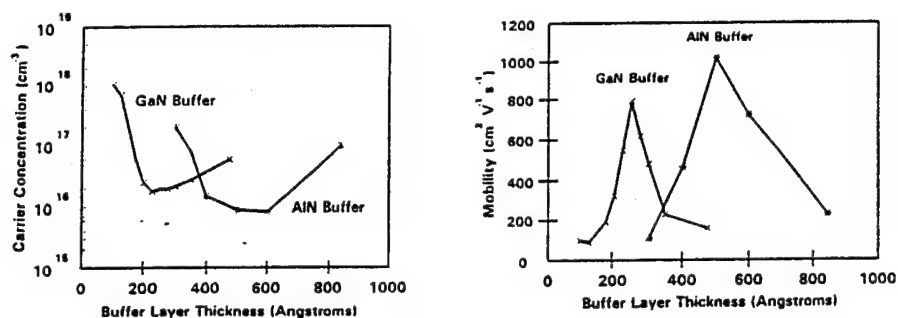 10 19
10 18
10 17
10 16
10 15
Carrier Concentration (cm-3)
GaN Buffer
AlN Buffer
0 200 400 600 800 1000
Buffer Layer Thickness (Angstroms)
1200
1000
800
600
400
200
0
Mobility (cm2 V-1 s-1)
AlN Buffer
GaN Buffer
0 200 400 600 800 1000
Buffer Layer Thickness (Angstroms)